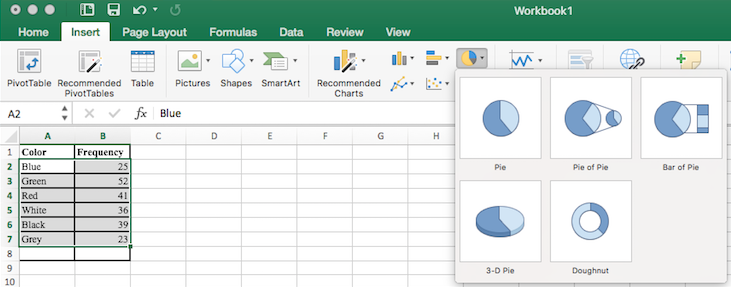 Workbook1
Home Insert Page Layout Formulas Data Review View
PivotTable Recommended PivotTables Table Pictures Shapes SmartArt Recommended Charts
A2 fx Blue
A B C D E F G H
1 Color Frequency
2 Blue 25
3 Green 52
4 Red 41
5 White 36
6 Black 39
7 Grey 23
8
9
10
Pie Pie of Pie Bar of Pie
3-D Pie Doughnut